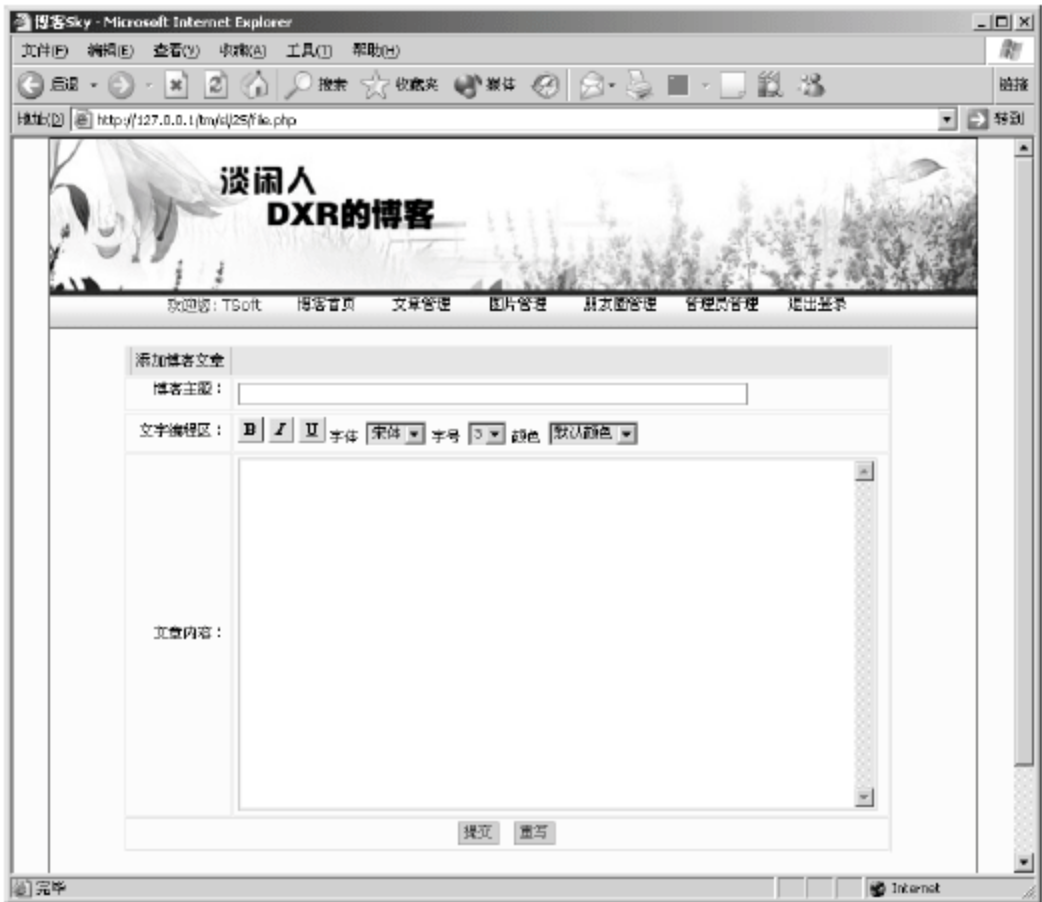 博客Sky - Microsoft Internet Explorer
文件(F) 编辑(E) 查看(V) 收藏(A) 工具(T) 帮助(H)
后退 搜索 收藏夹 媒体 链接
地址(D) http://127.0.0.1/tm/sl/25/file.php 转到
淡闲人
DXR的博客
欢迎您: TSoft 博客首页 文章管理 图片管理 朋友圈管理 管理员管理 退出登录
添加博客文章
博客主题:
文字编程区: B I U 字体 宋体 字号 3 颜色 默认颜色
文章内容:
提交 重写
完毕 Internet